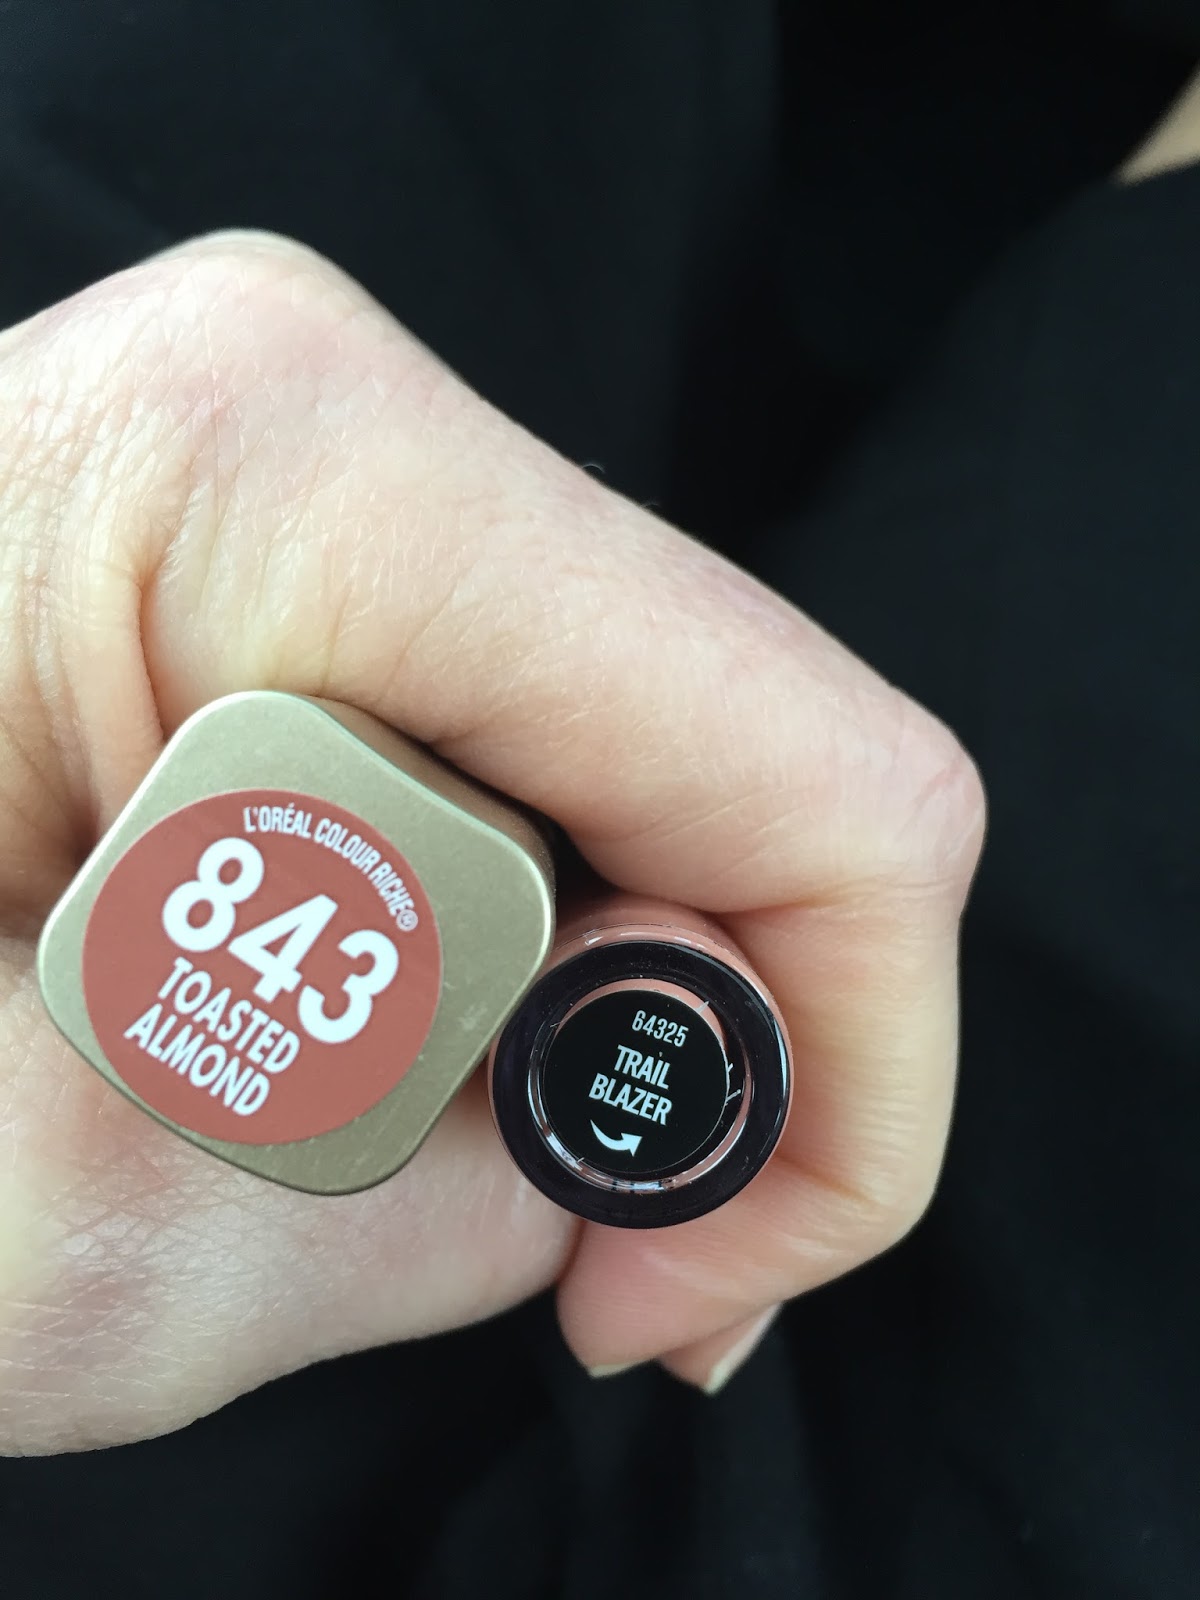 L'ORÉAL COLOUR RICHE®
843
TOASTED
ALMOND
64325
TRAIL
BLAZER